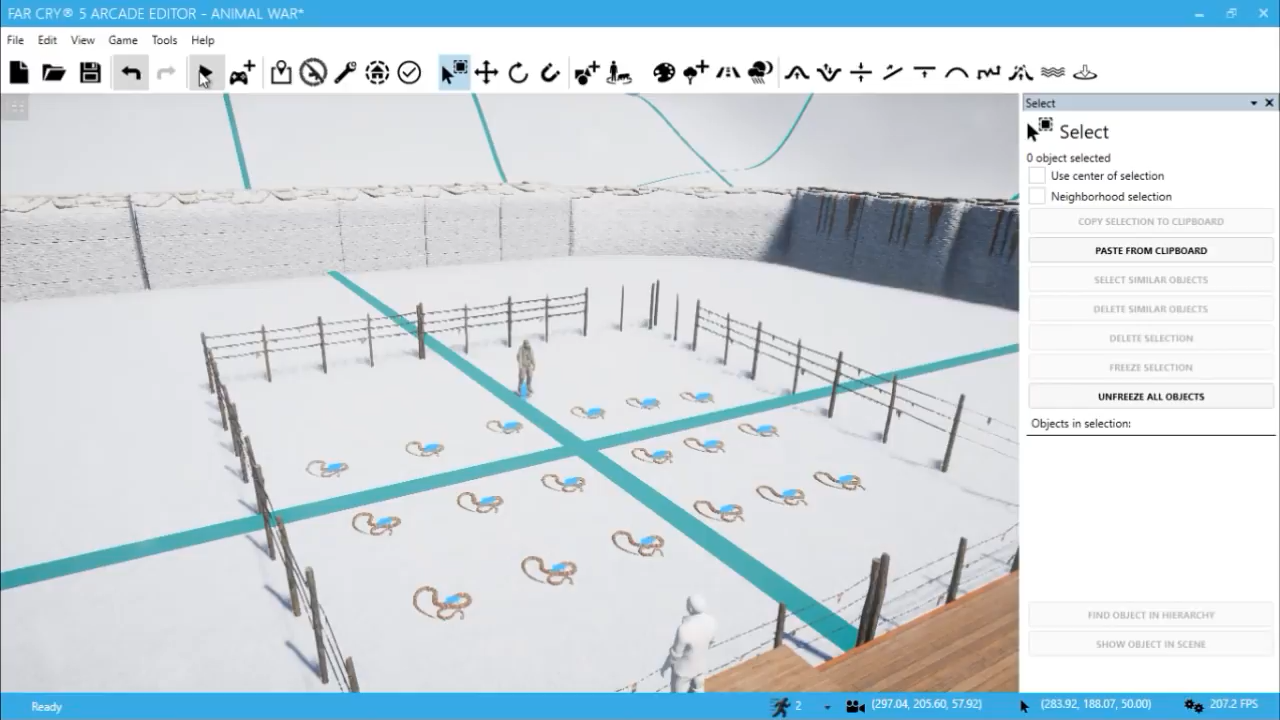 FAR CRY® 5 ARCADE EDITOR - ANIMAL WAR*
File Edit View Game Tools Help
Select
Select
0 object selected
Use center of selection
Neighborhood selection
COPY SELECTION TO CLIPBOARD
PASTE FROM CLIPBOARD
SELECT SIMILAR OBJECTS
DELETE SIMILAR OBJECTS
DELETE SELECTION
FREEZE SELECTION
UNFREEZE ALL OBJECTS
Objects in selection:
FIND OBJECT IN HIERARCHY
SHOW OBJECT IN SCENE
Ready 2 (297.04, 205.60, 57.92) (283.92, 188.07, 50.00) 207.2 FPS